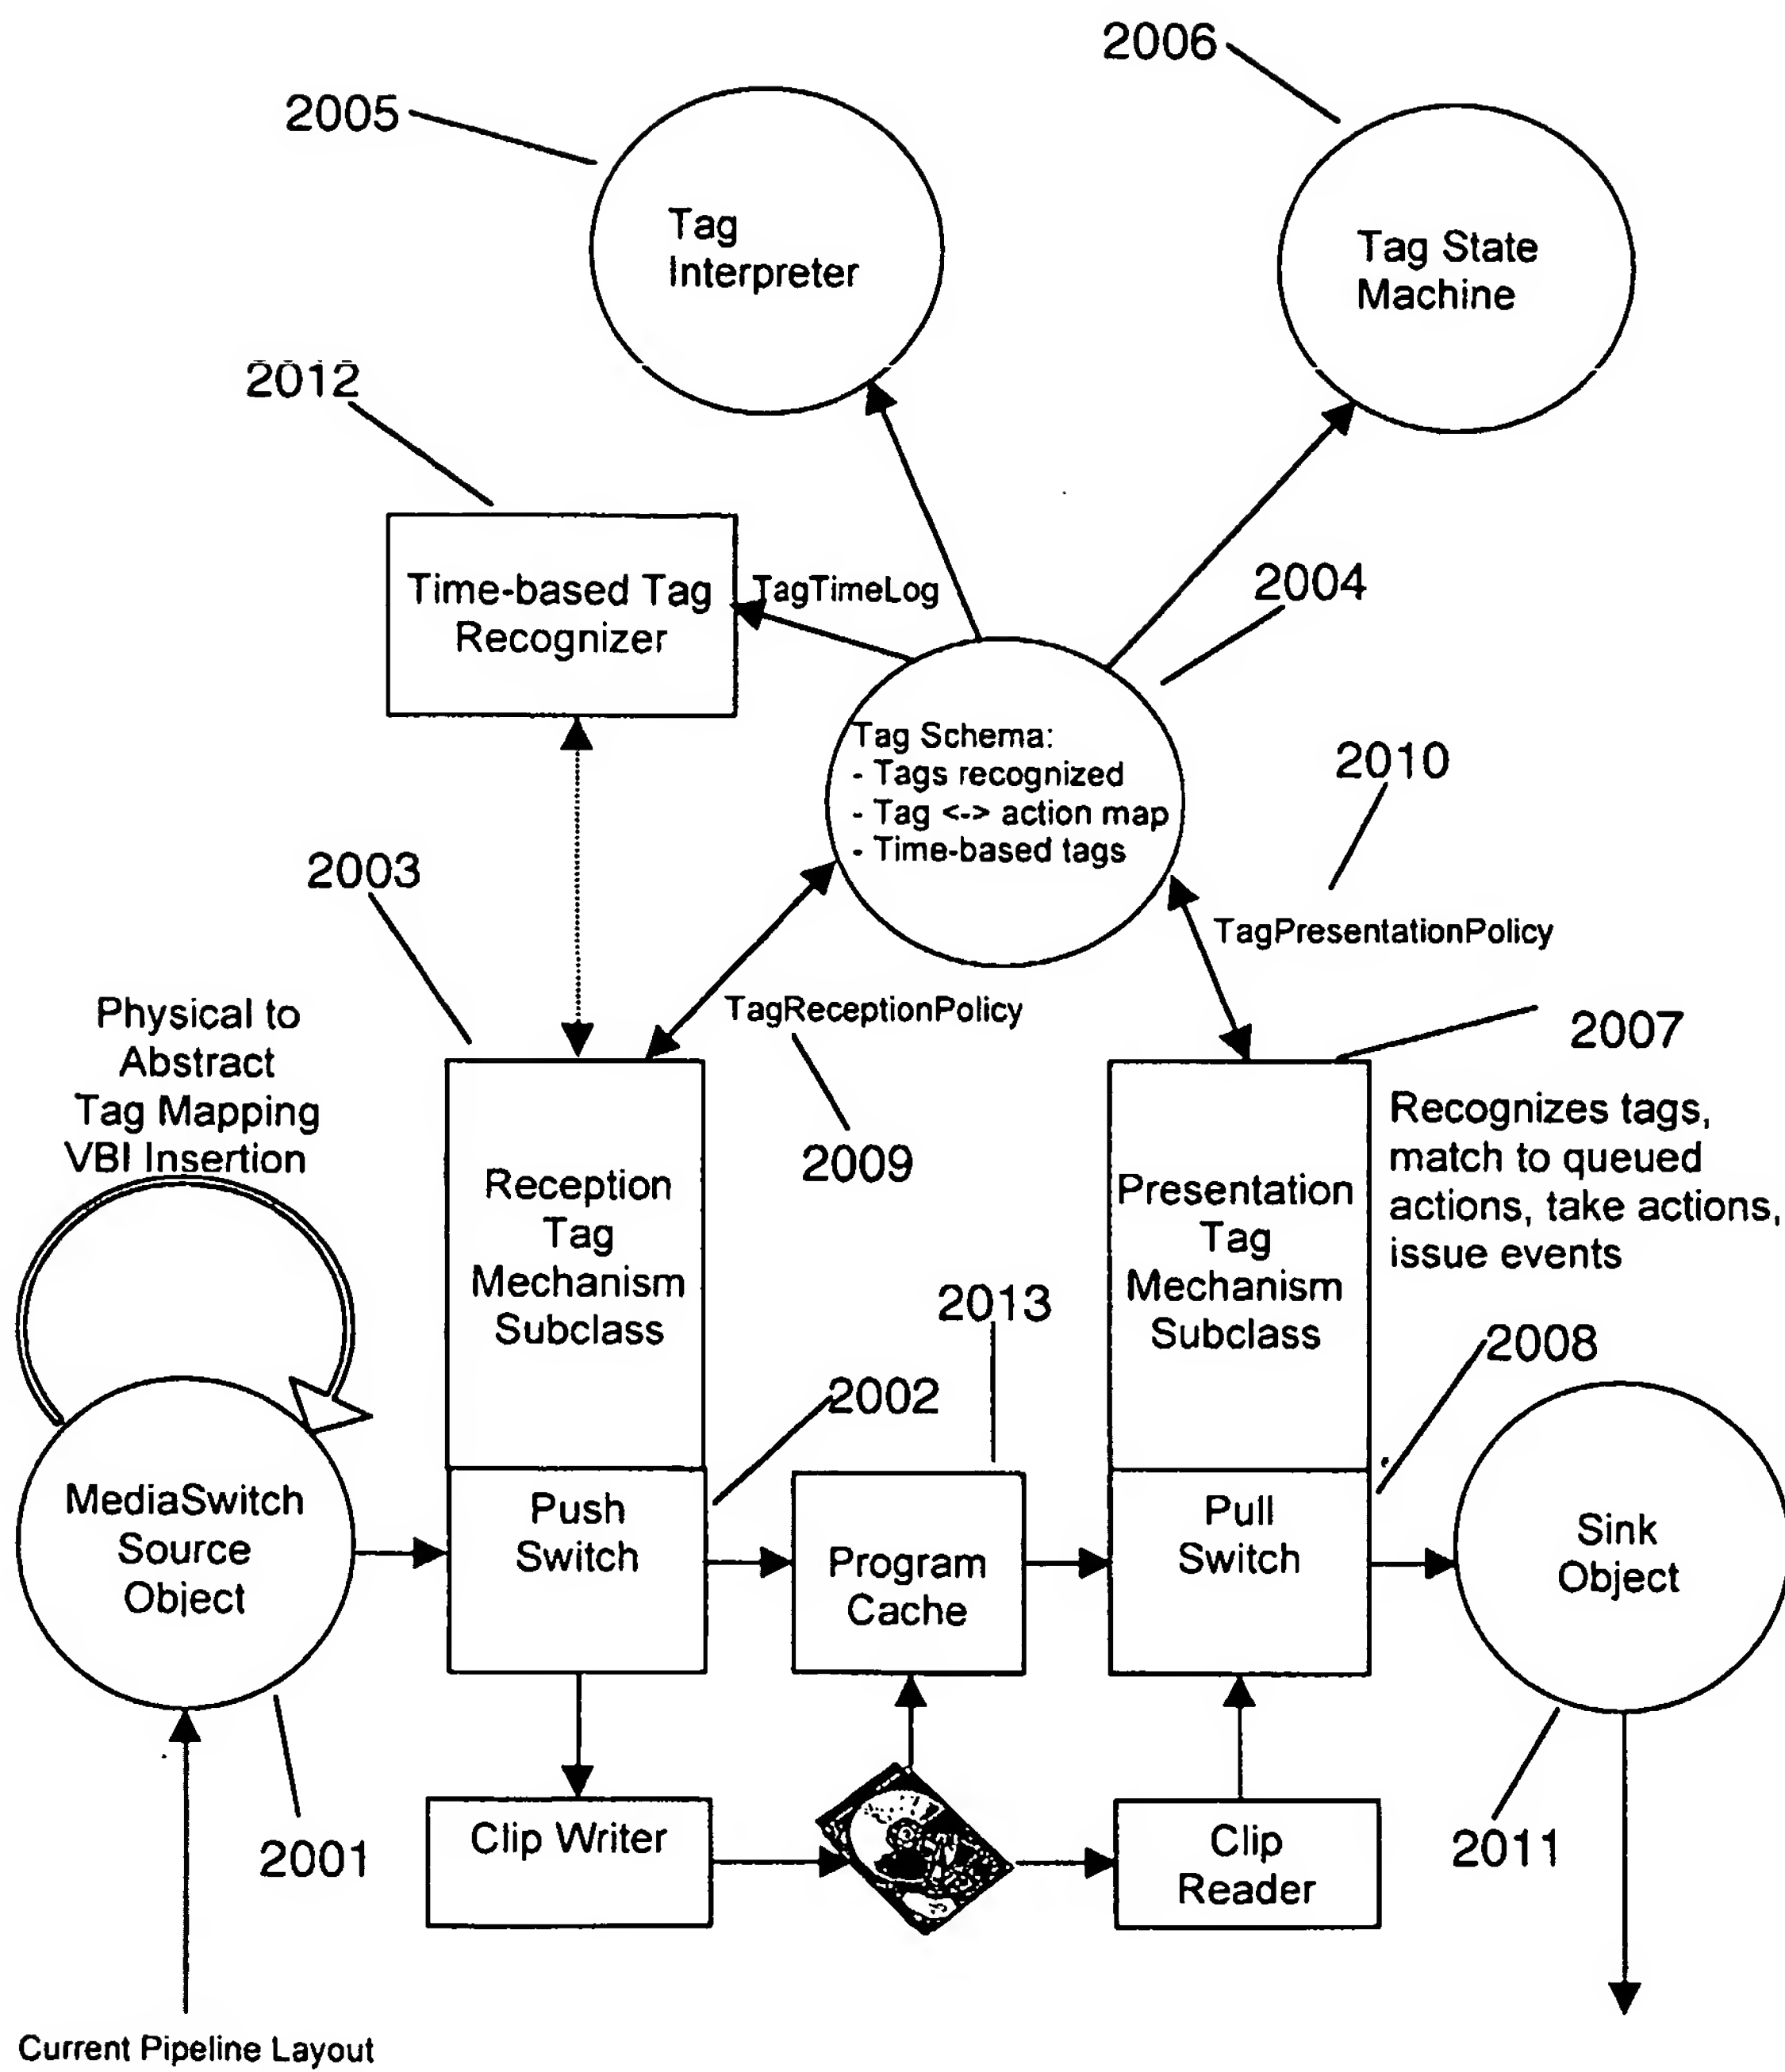 2006
2005
Tag
Interpreter
Tag State
Machine
2012
Time-based Tag
Recognizer
TagTimeLog
2004
Tag Schema:
- Tags recognized
- Tag <-> action map
- Time-based tags
2010
2003
TagPresentationPolicy
TagReceptionPolicy
Physical to
Abstract
Tag Mapping
VBI Insertion
2007
2009
Recognizes tags,
match to queued
actions, take actions,
issue events
Reception
Tag
Mechanism
Subclass
Presentation
Tag
Mechanism
Subclass
2013
2008
2002
MediaSwitch
Source
Object
Push
Switch
Program
Cache
Pull
Switch
Sink
Object
2001
Clip Writer
Clip
Reader
2011
Current Pipeline Layout